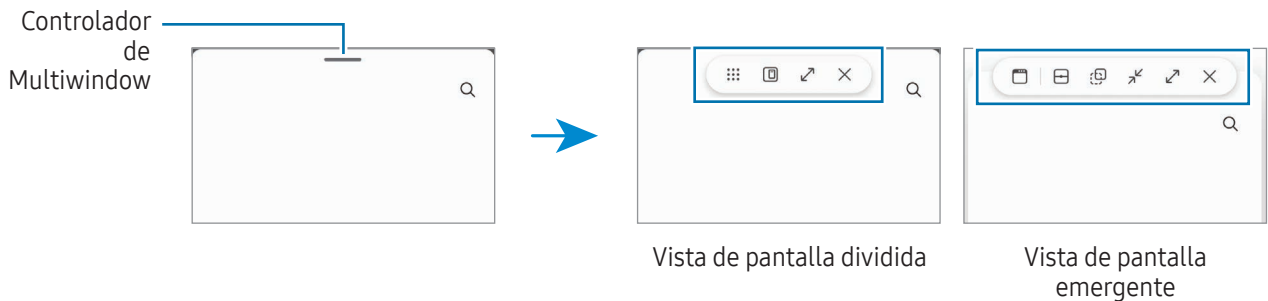 Controlador
de
Multiwindow
Vista de pantalla dividida
Vista de pantalla
emergente